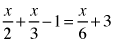 x/2 + x/3 − 1 = x/6 + 3